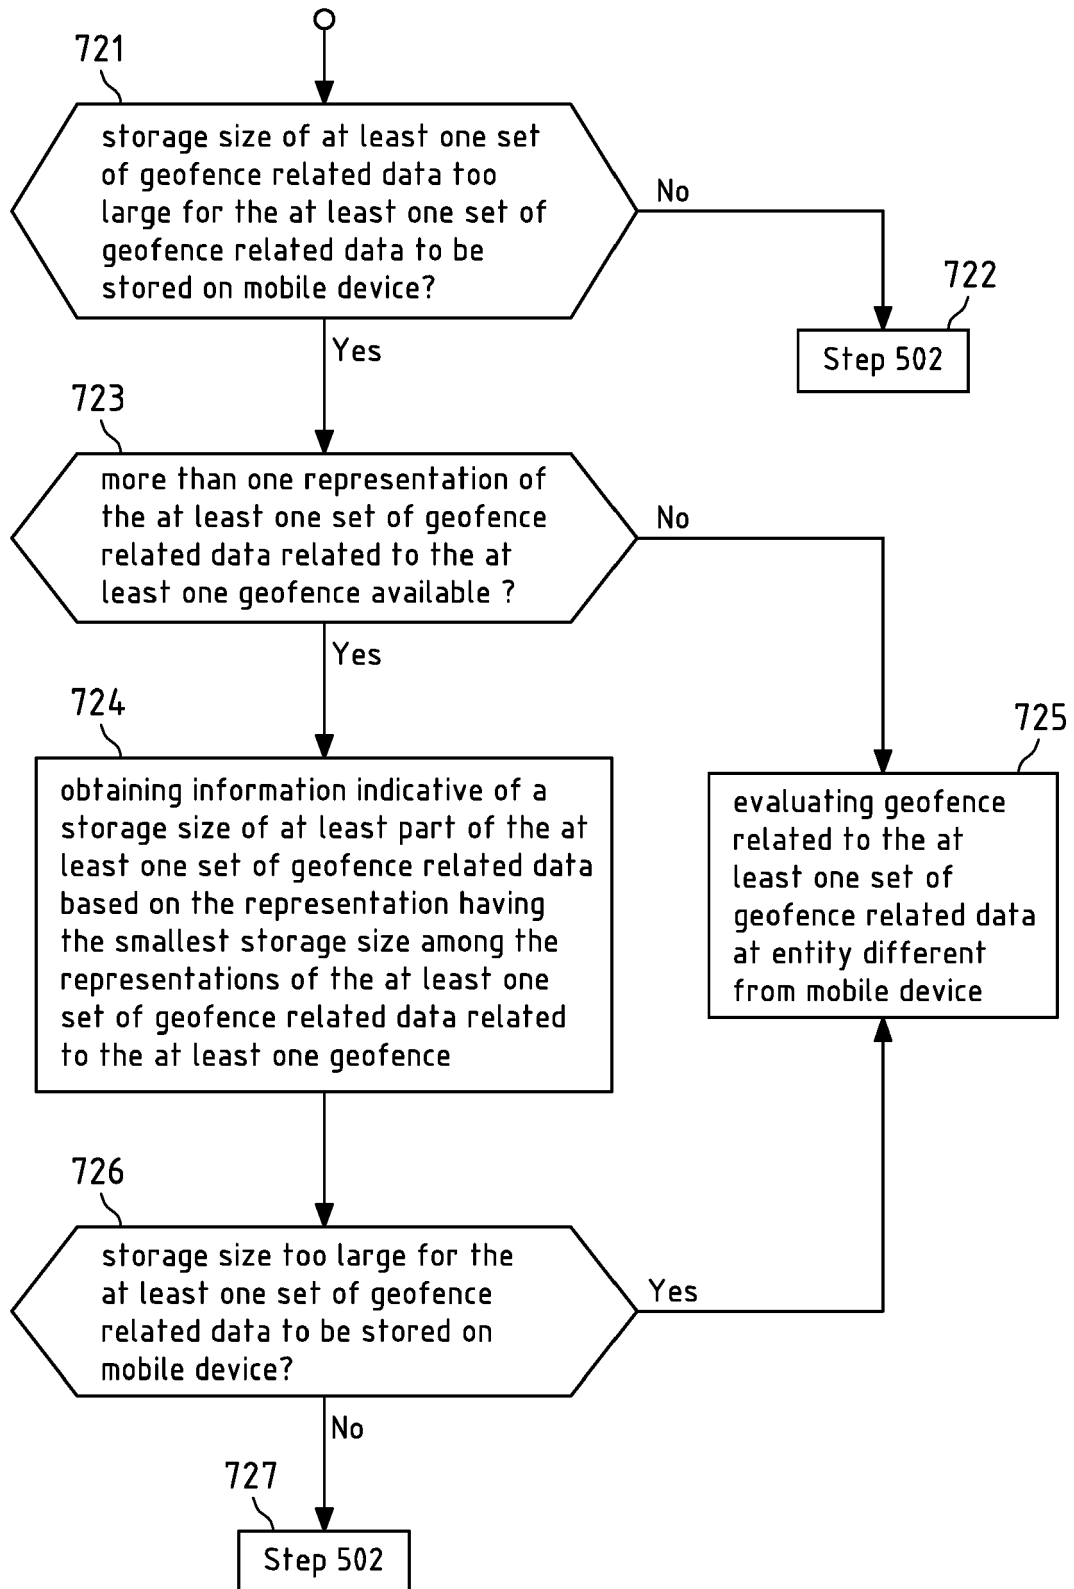 721
storage size of at least one set
of geofence related data too
large for the at least one set of
geofence related data to be
stored on mobile device?
No
722
Step 502
Yes
723
more than one representation of
the at least one set of geofence
related data related to the at
least one geofence available ?
No
Yes
724
obtaining information indicative of a
storage size of at least part of the at
least one set of geofence related data
based on the representation having
the smallest storage size among the
representations of the at least one
set of geofence related data related
to the at least one geofence
725
evaluating geofence
related to the at
least one set of
geofence related data
at entity different
from mobile device
726
storage size too large for the
at least one set of geofence
related data to be stored on
mobile device?
Yes
No
727
Step 502